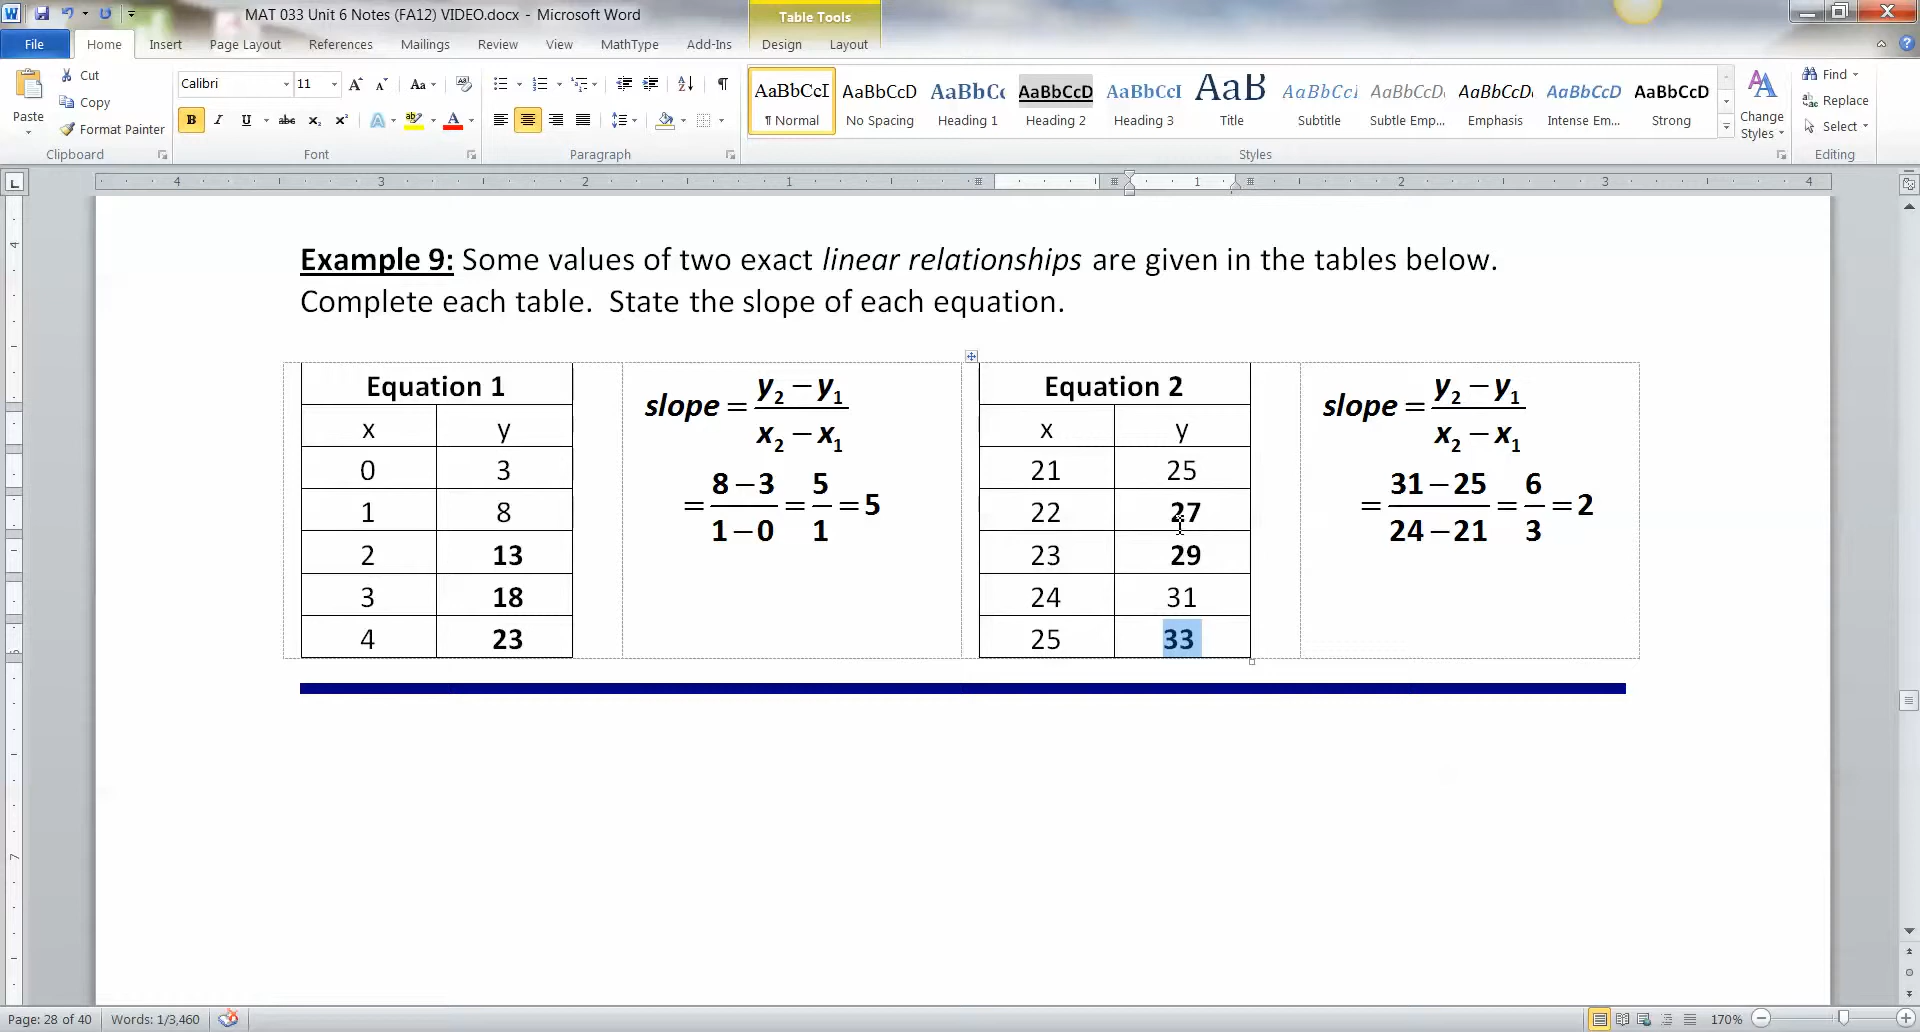 MAT 033 Unit 6 Notes (FA12) VIDEO.docx - Microsoft Word
Table Tools
File Home Insert Page Layout References Mailings Review View MathType Add-Ins Design Layout
Cut
Copy
Format Painter
Paste
Clipboard
Calibri 11
Font
Paragraph
AaBbCcI AaBbCcD AaBbCc AaBbCcD AaBbCcI AaB AaBbCcI AaBbCcD AaBbCcD AaBbCcD AaBbCcD
¶ Normal No Spacing Heading 1 Heading 2 Heading 3 Title Subtitle Subtle Emp... Emphasis Intense Em... Strong
Change
Styles
Styles
Find
Replace
Select
Editing
4 3 2 1 1 2 3 4
Example 9: Some values of two exact linear relationships are given in the tables below.
Complete each table. State the slope of each equation.
Equation 1
x y
0 3
1 8
2 13
3 18
4 23
slope = y₂ − y₁ / x₂ − x₁
= 8 − 3 / 1 − 0 = 5 / 1 = 5
Equation 2
x y
21 25
22 27
23 29
24 31
25 33
slope = y₂ − y₁ / x₂ − x₁
= 31 − 25 / 24 − 21 = 6 / 3 = 2
Page: 28 of 40 Words: 1/3,460 170%